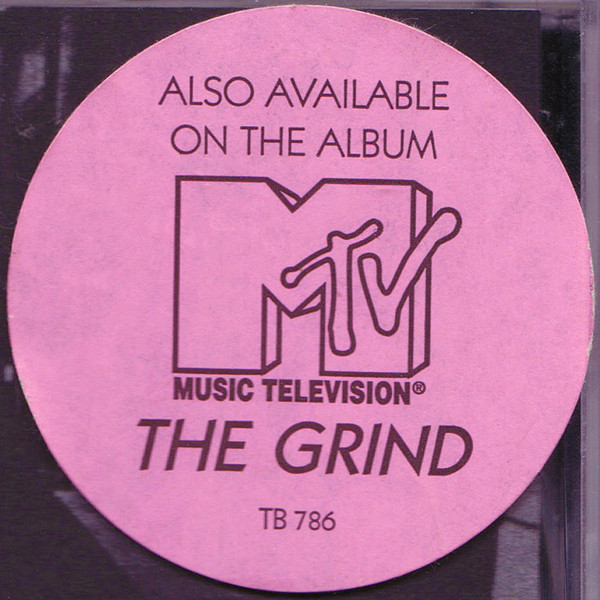 ALSO AVAILABLE
ON THE ALBUM
MTV
MUSIC TELEVISION®
THE GRIND
TB 786